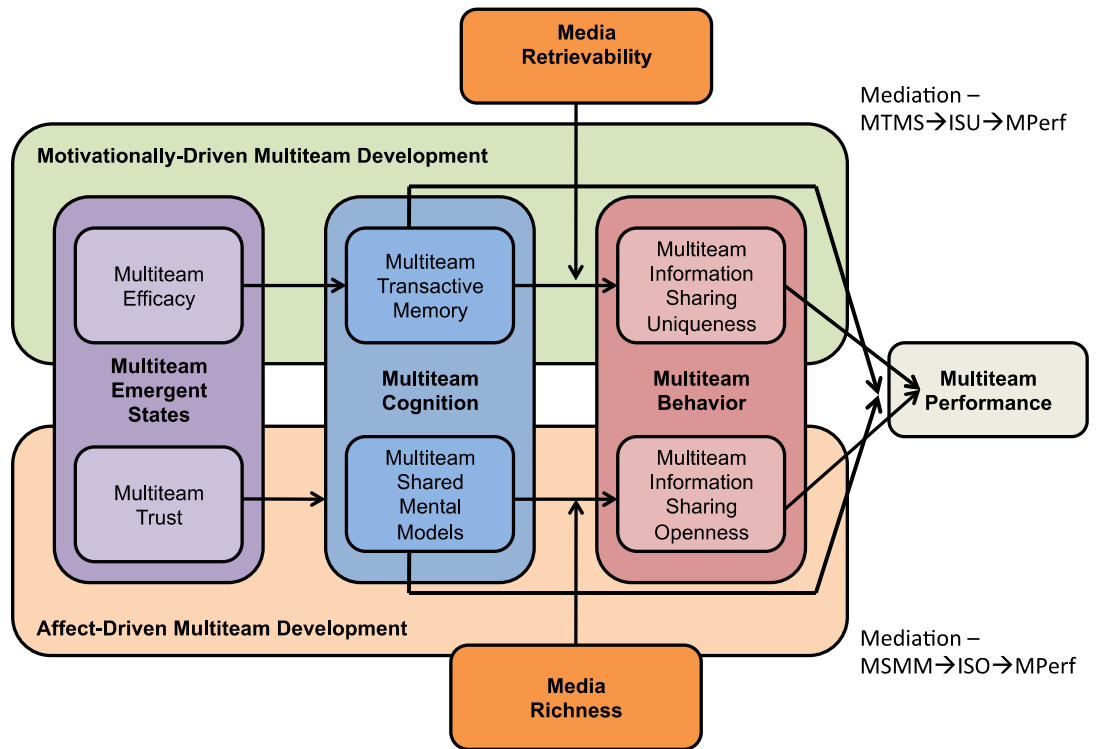 Media
Retrievability
Mediation –
MTMS→ISU→MPerf
Motivationally-Driven Multiteam Development
Multiteam
Efficacy
Multiteam
Transactive
Memory
Multiteam
Information
Sharing
Uniqueness
Multiteam
Emergent
States
Multiteam
Cognition
Multiteam
Behavior
Multiteam
Performance
Multiteam
Trust
Multiteam
Shared
Mental
Models
Multiteam
Information
Sharing
Openness
Affect-Driven Multiteam Development
Mediation –
MSMM→ISO→MPerf
Media
Richness